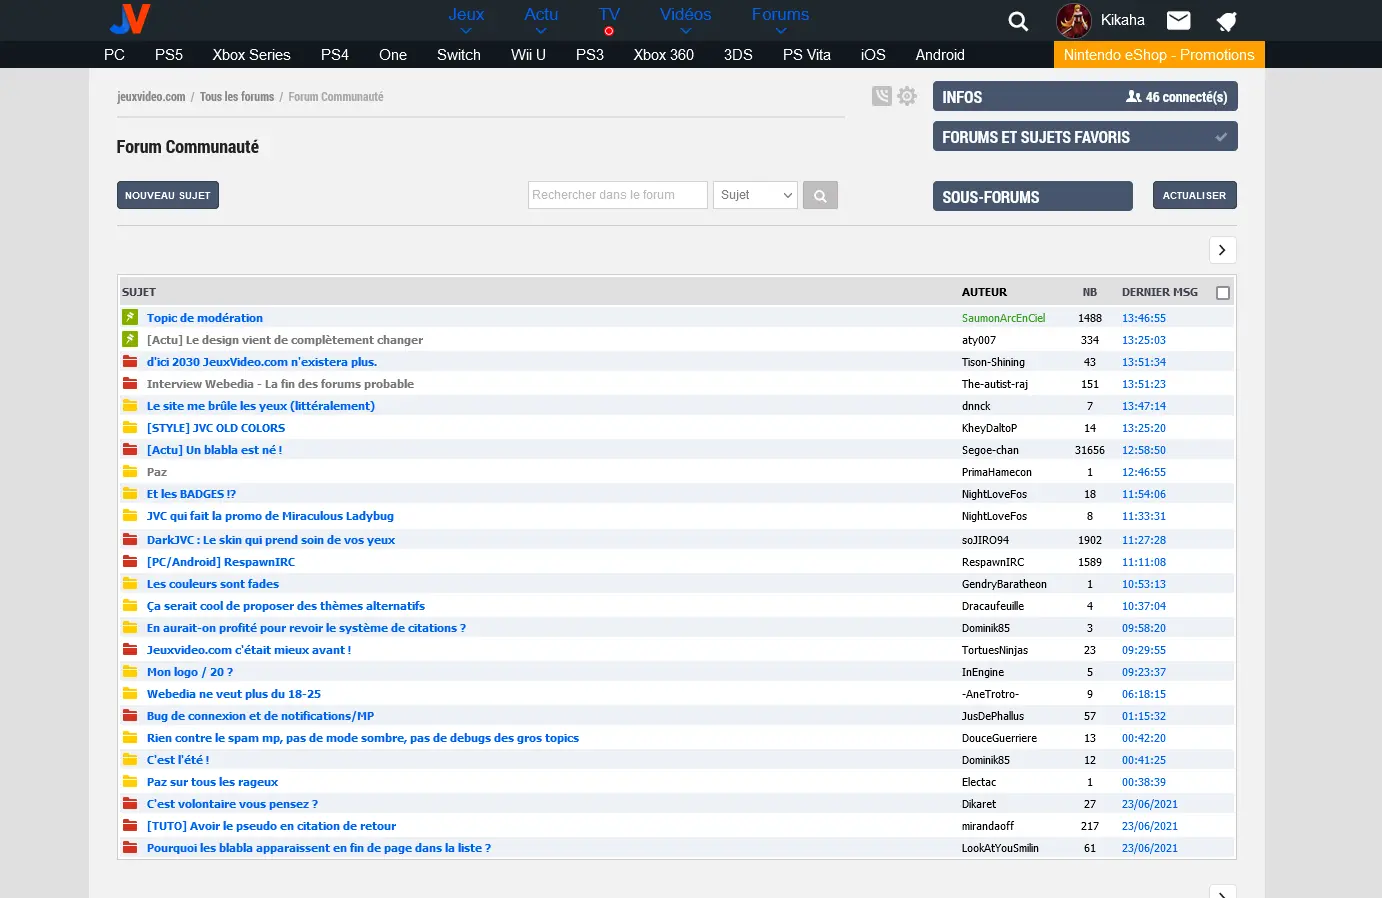 JV
Jeux Actu TV Vidéos Forums
Kikaha
PC PS5 Xbox Series PS4 One Switch Wii U PS3 Xbox 360 3DS PS Vita iOS Android Nintendo eShop - Promotions
jeuxvideo.com / Tous les forums / Forum Communauté
INFOS 46 connecté(s)
FORUMS ET SUJETS FAVORIS
Forum Communauté
NOUVEAU SUJET Rechercher dans le forum Sujet SOUS-FORUMS ACTUALISER
SUJET AUTEUR NB DERNIER MSG
Topic de modération SaumonArcEnCiel 1488 13:46:55
[Actu] Le design vient de complètement changer aty007 334 13:25:03
d'ici 2030 JeuxVideo.com n'existera plus. Tison-Shining 43 13:51:34
Interview Webedia - La fin des forums probable The-autist-raj 151 13:51:23
Le site me brûle les yeux (littéralement) dnnck 7 13:47:14
[STYLE] JVC OLD COLORS KheyDaltoP 14 13:25:20
[Actu] Un blabla est né ! Segoe-chan 31656 12:58:50
Paz PrimaHamecon 1 12:46:55
Et les BADGES !? NightLoveFos 18 11:54:06
JVC qui fait la promo de Miraculous Ladybug NightLoveFos 8 11:33:31
DarkJVC : Le skin qui prend soin de vos yeux soJIRO94 1902 11:27:28
[PC/Android] RespawnIRC RespawnIRC 1589 11:11:08
Les couleurs sont fades GendryBaratheon 1 10:53:13
Ça serait cool de proposer des thèmes alternatifs Dracaufeuille 4 10:37:04
En aurait-on profité pour revoir le système de citations ? Dominik85 3 09:58:20
Jeuxvideo.com c'était mieux avant ! TortuesNinjas 23 09:29:55
Mon logo / 20 ? InEngine 5 09:23:37
Webedia ne veut plus du 18-25 -AneTrotro- 9 06:18:15
Bug de connexion et de notifications/MP JusDePhallus 57 01:15:32
Rien contre le spam mp, pas de mode sombre, pas de debugs des gros topics DouceGuerriere 13 00:42:20
C'est l'été ! Dominik85 12 00:41:25
Paz sur tous les rageux Electac 1 00:38:39
C'est volontaire vous pensez ? Dikaret 27 23/06/2021
[TUTO] Avoir le pseudo en citation de retour mirandaoff 217 23/06/2021
Pourquoi les blabla apparaissent en fin de page dans la liste ? LookAtYouSmilin 61 23/06/2021